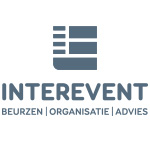 INTEREVENT
BEURZEN | ORGANISATIE | ADVIES